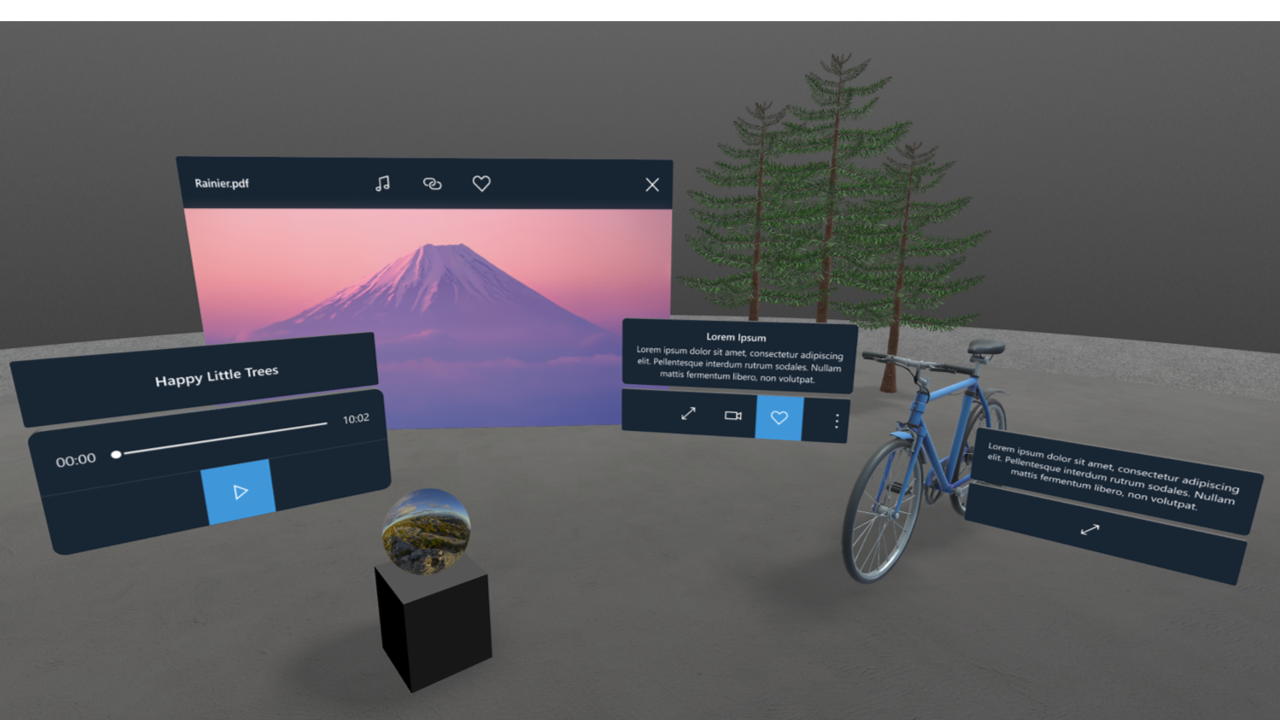 Rainier.pdf
Happy Little Trees
00:00
10:02
Lorem Ipsum
Lorem ipsum dolor sit amet, consectetur adipiscing
elit. Pellentesque interdum rutrum sodales. Nullam
mattis fermentum libero, non volutpat.
Lorem ipsum dolor sit amet, consectetur adipiscing
elit. Pellentesque interdum rutrum sodales. Nullam
mattis fermentum libero, non volutpat.